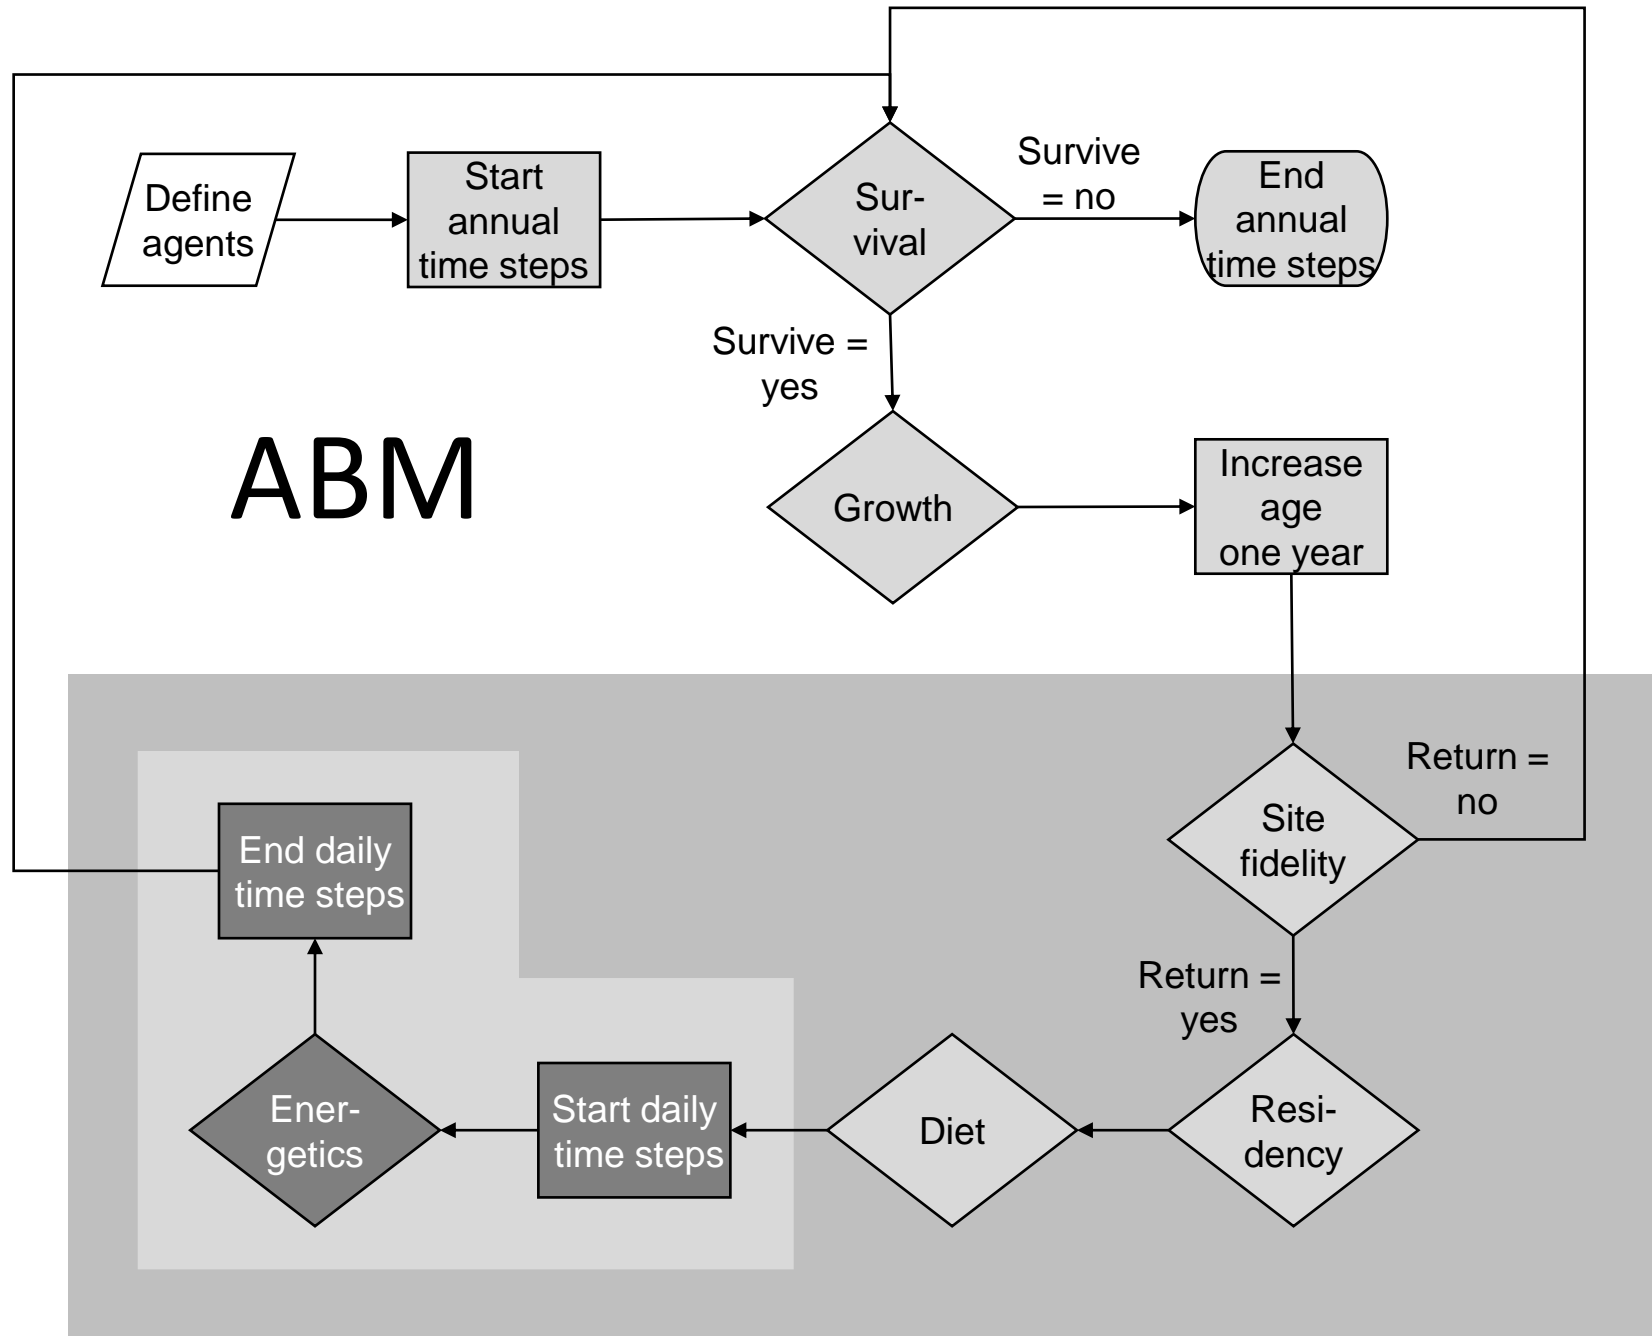 Define
agents
Start
annual
time steps
Sur-
vival
Survive
= no
End
annual
time steps
Survive =
yes
ABM
Growth
Increase
age
one year
Return =
no
Site
fidelity
End daily
time steps
Return =
yes
Ener-
getics
Start daily
time steps
Diet
Resi-
dency